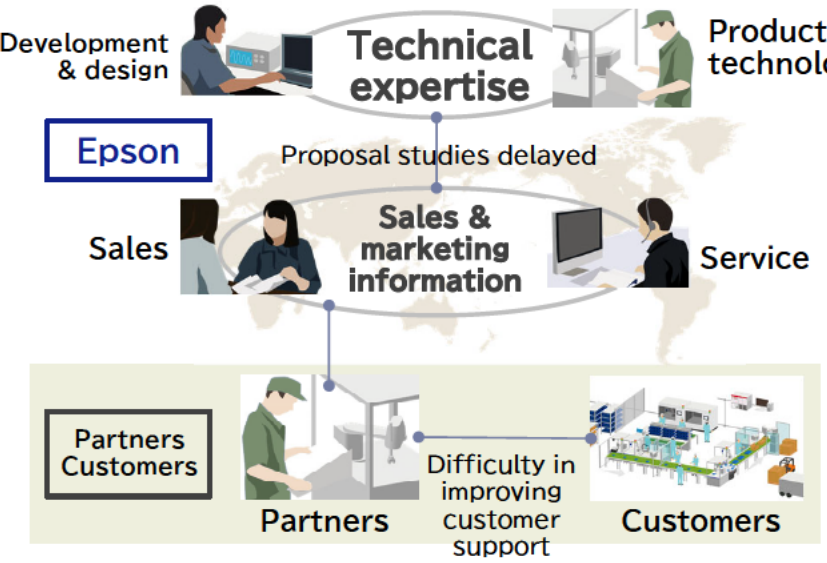 Development
& design
Technical
expertise
Product
Epson
Proposal studies delayed
Sales
Sales &
marketing
information
Service
Partners
Customers
Difficulty in
improving
customer
support
Partners
Customers